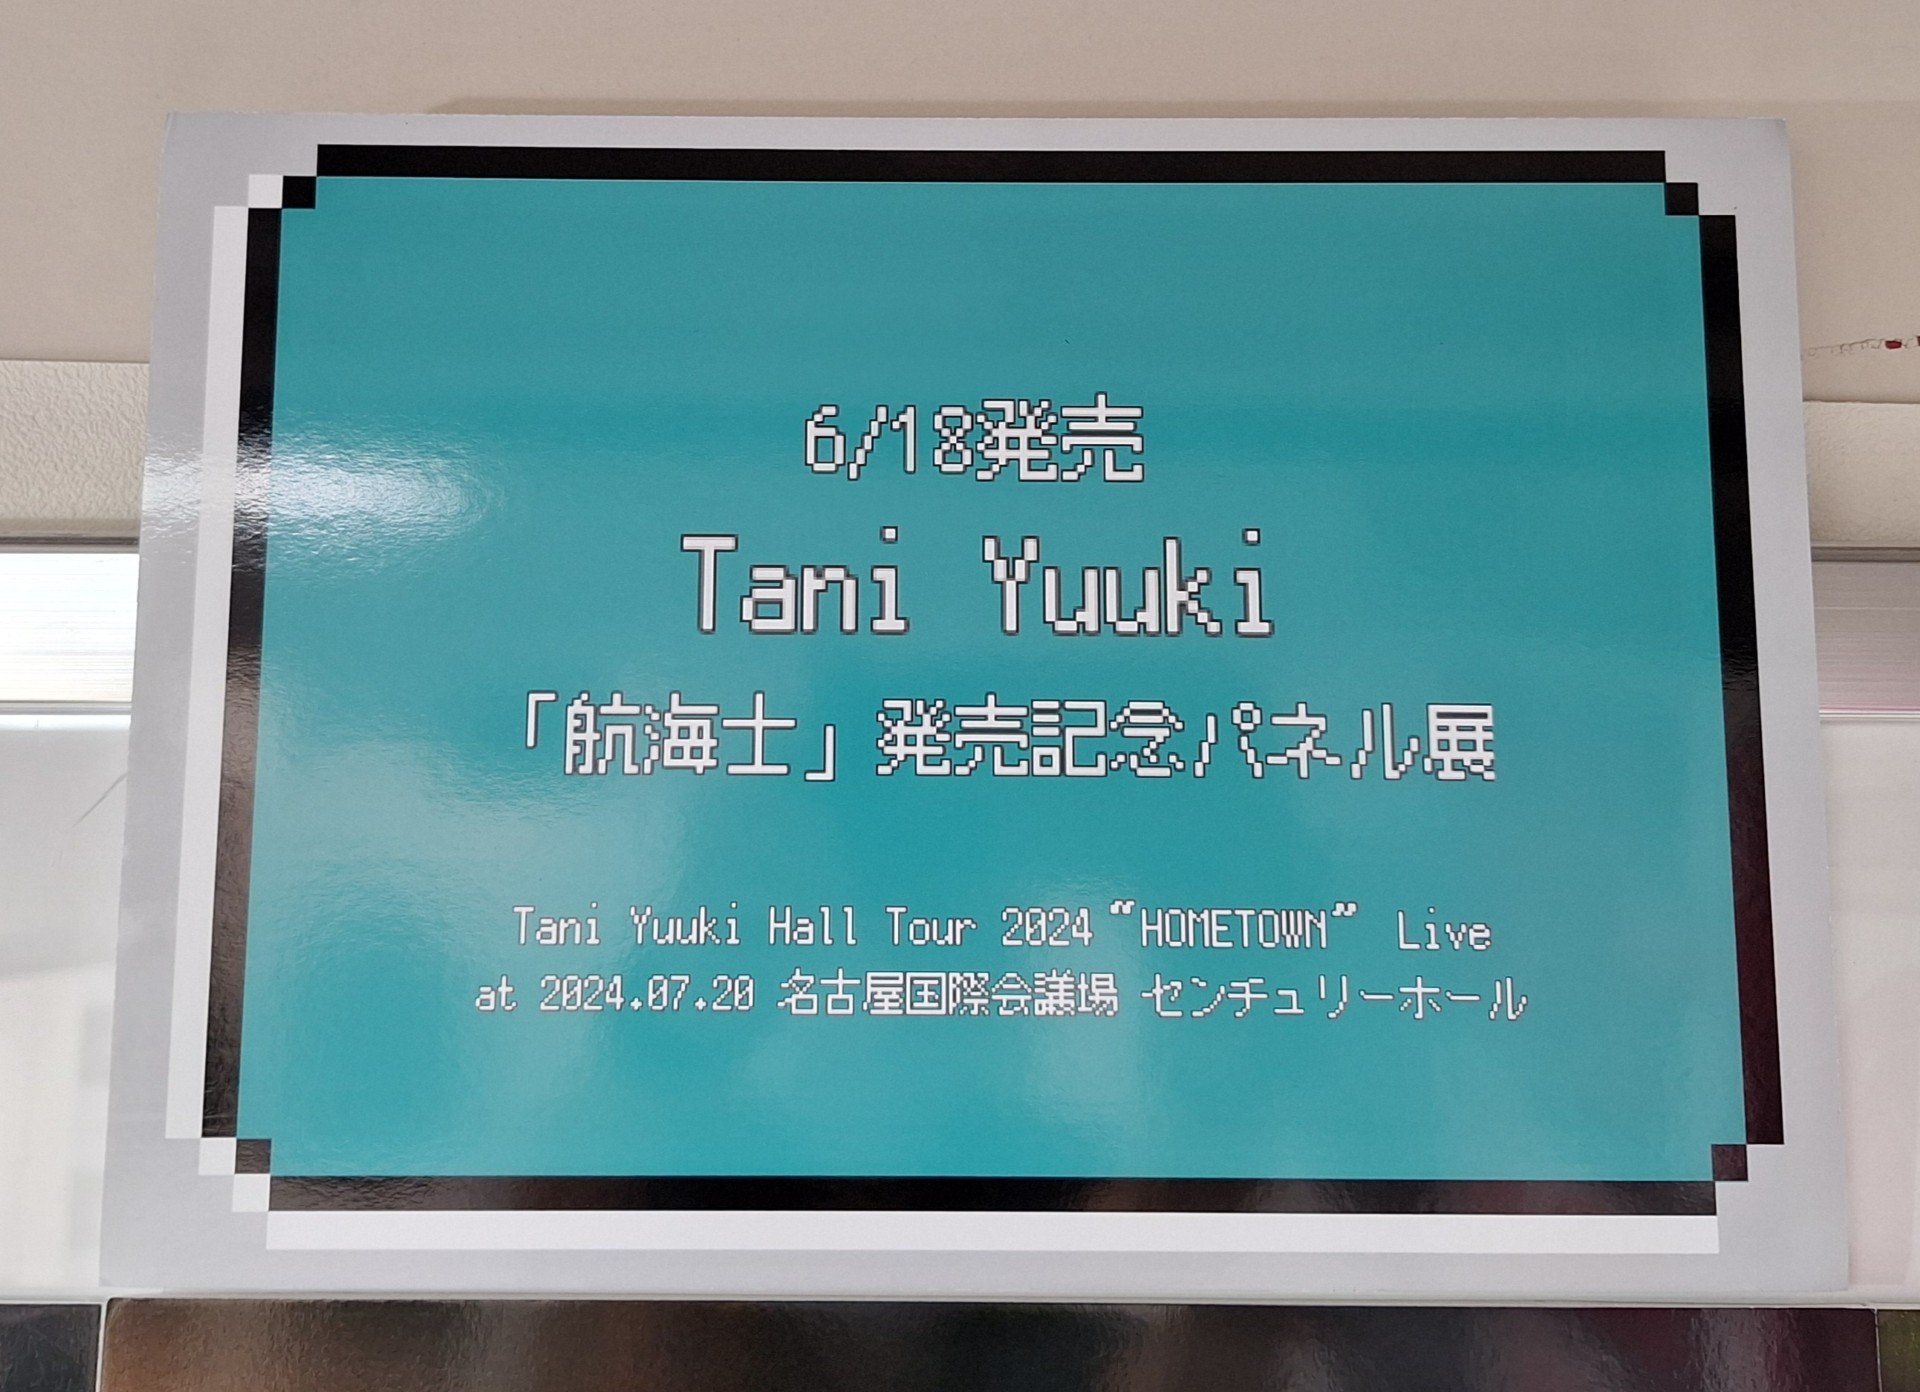 6/18発売
Tani Yuuki
「航海士」発売記念パネル展
Tani Yuuki Hall Tour 2024 “HOMETOWN” Live
at 2024.07.20 名古屋国際会議場 センチュリーホール